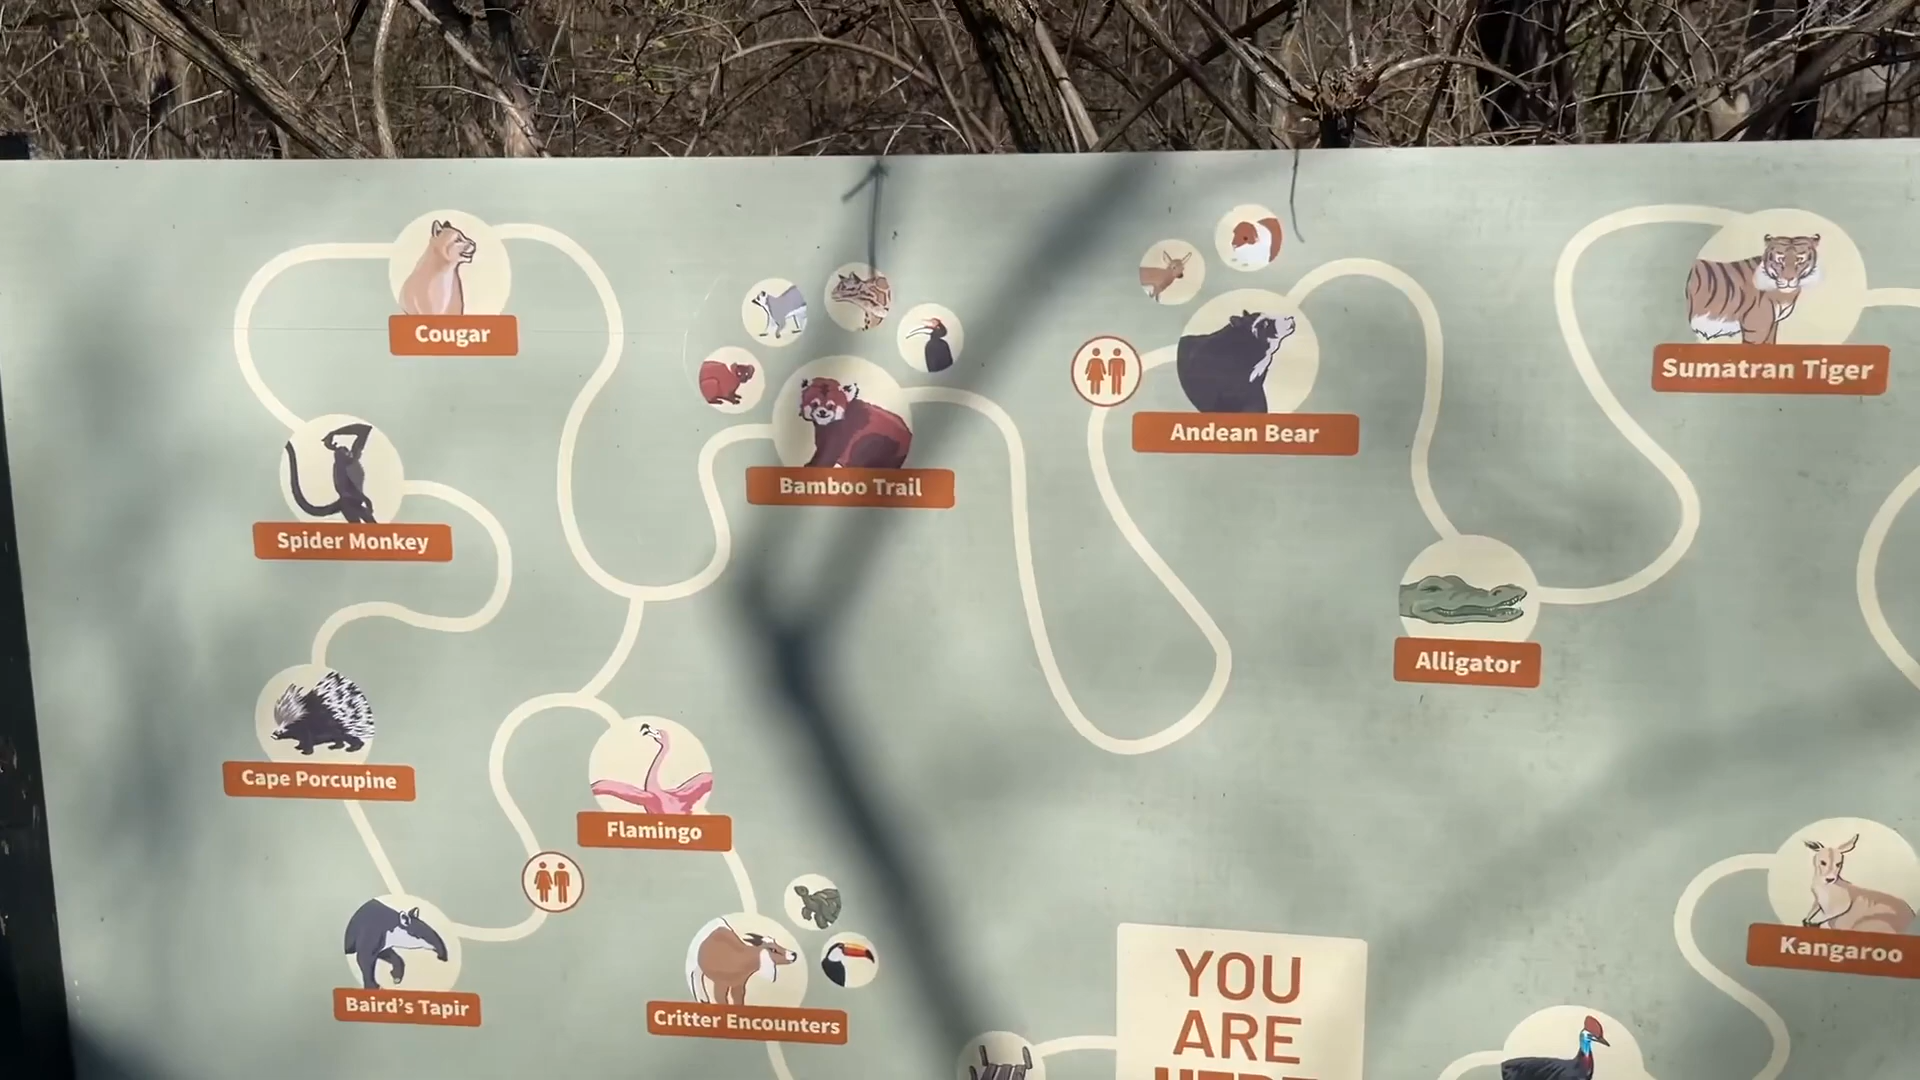 Cougar
Sumatran Tiger
Andean Bear
Bamboo Trail
Spider Monkey
Alligator
Cape Porcupine
Flamingo
Kangaroo
Baird's Tapir
Critter Encounters
YOU
ARE
HERE